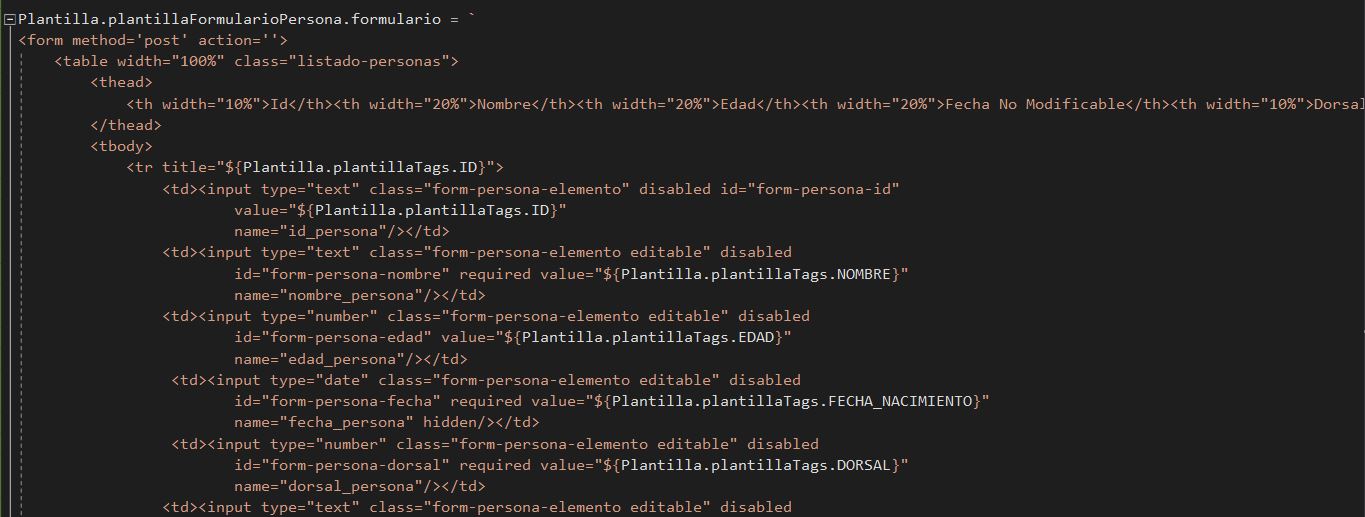 Plantilla.plantillaFormularioPersona.formulario = `
<form method='post' action=''>
<table width="100%" class="listado-personas">
<thead>
<th width="10%">Id</th><th width="20%">Nombre</th><th width="20%">Edad</th><th width="20%">Fecha No Modificable</th><th width="10%">Dorsal
</thead>
<tbody>
<tr title="${Plantilla.plantillaTags.ID}">
<td><input type="text" class="form-persona-elemento" disabled id="form-persona-id"
value="${Plantilla.plantillaTags.ID}"
name="id_persona"/></td>
<td><input type="text" class="form-persona-elemento editable" disabled
id="form-persona-nombre" required value="${Plantilla.plantillaTags.NOMBRE}"
name="nombre_persona"/></td>
<td><input type="number" class="form-persona-elemento editable" disabled
id="form-persona-edad" value="${Plantilla.plantillaTags.EDAD}"
name="edad_persona"/></td>
<td><input type="date" class="form-persona-elemento editable" disabled
id="form-persona-fecha" required value="${Plantilla.plantillaTags.FECHA_NACIMIENTO}"
name="fecha_persona" hidden/></td>
<td><input type="number" class="form-persona-elemento editable" disabled
id="form-persona-dorsal" required value="${Plantilla.plantillaTags.DORSAL}"
name="dorsal_persona"/></td>
<td><input type="text" class="form-persona-elemento editable" disabled